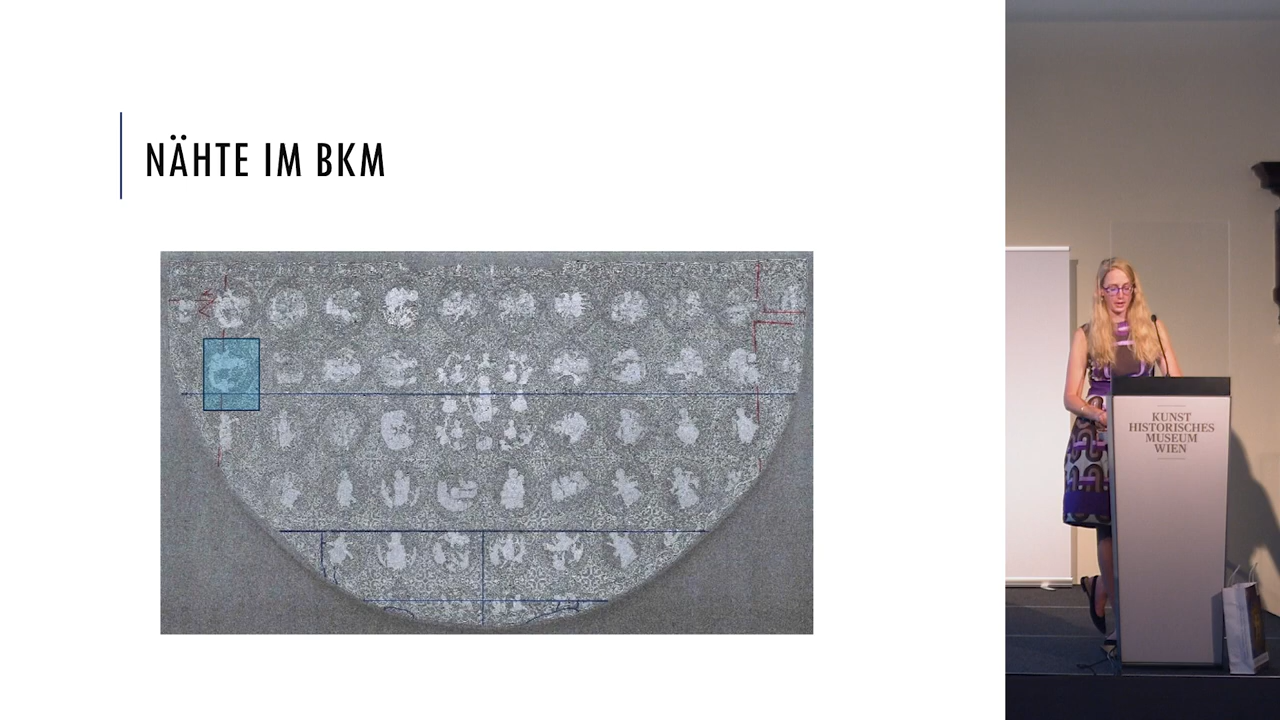 NÄHTE IM BKM
KUNST
HISTORISCHES
MUSEUM
WIEN